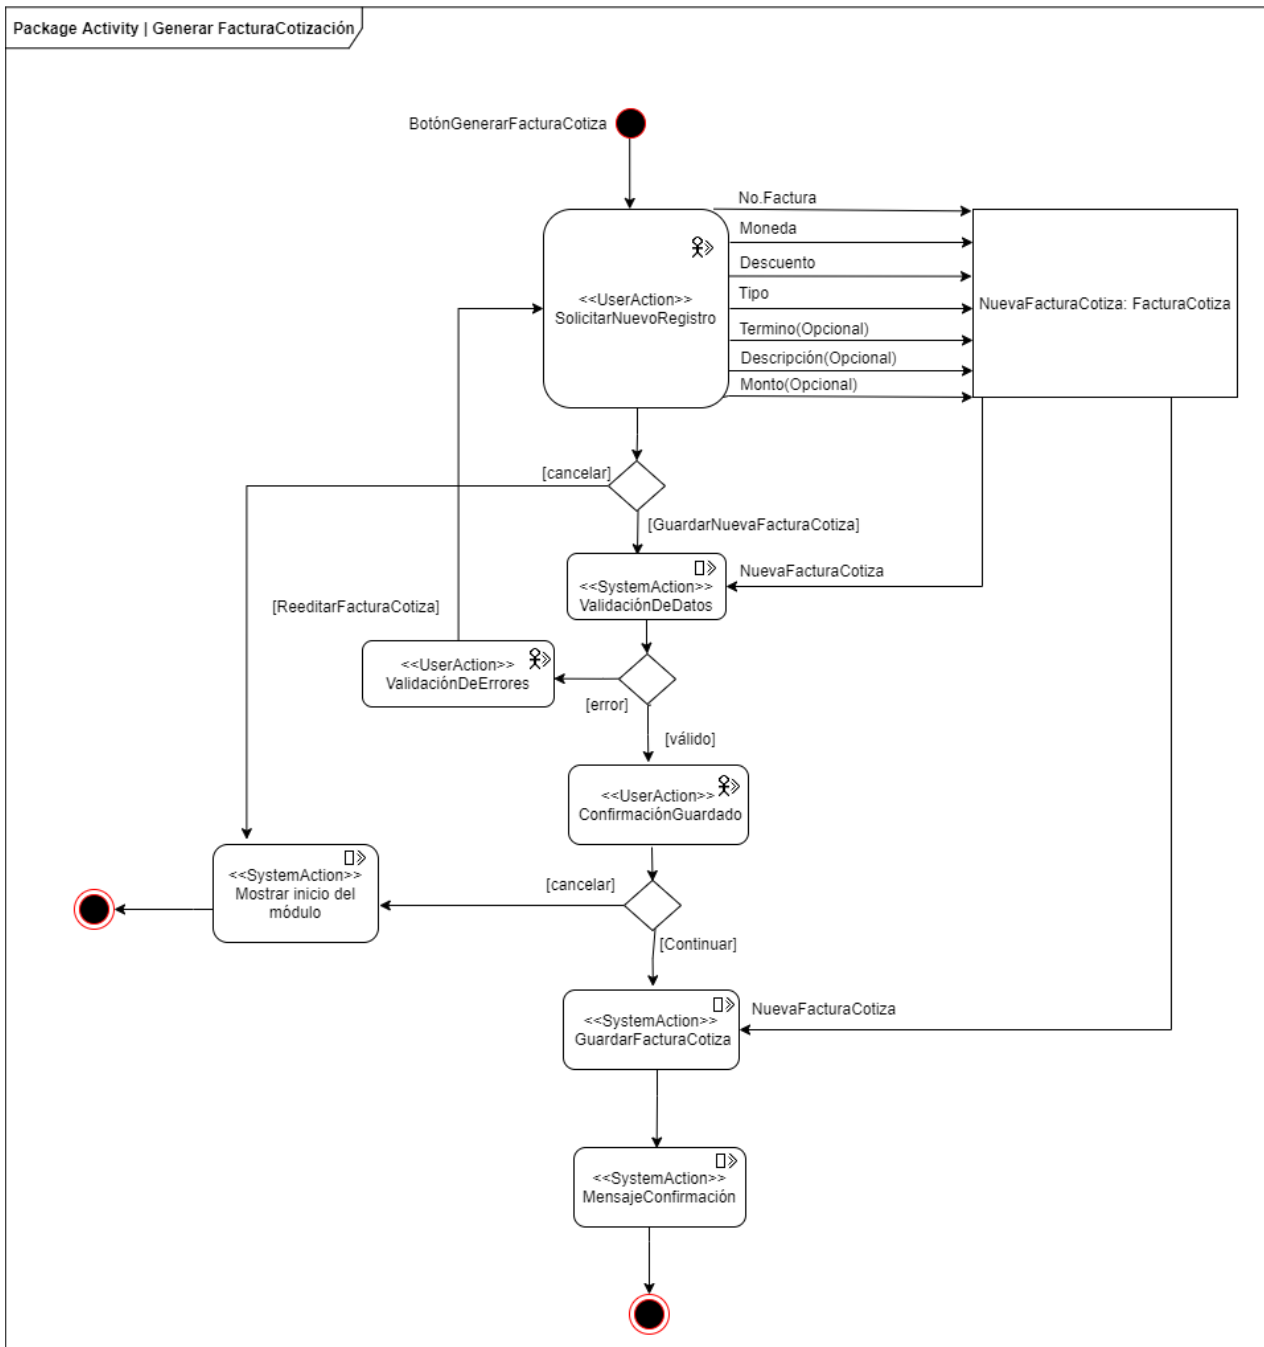 Package Activity | Generar FacturaCotización
BotónGenerarFacturaCotiza
No.Factura
Moneda
Descuento
Tipo
Termino(Opcional)
Descripción(Opcional)
Monto(Opcional)
<<UserAction>>
SolicitarNuevoRegistro
NuevaFacturaCotiza: FacturaCotiza
[cancelar]
[GuardarNuevaFacturaCotiza]
<<SystemAction>>
ValidaciónDeDatos
NuevaFacturaCotiza
[ReeditarFacturaCotiza]
<<UserAction>>
ValidaciónDeErrores
[error]
[válido]
<<UserAction>>
ConfirmaciónGuardado
<<SystemAction>>
Mostrar inicio del
módulo
[cancelar]
[Continuar]
<<SystemAction>>
GuardarFacturaCotiza
NuevaFacturaCotiza
<<SystemAction>>
MensajeConfirmación